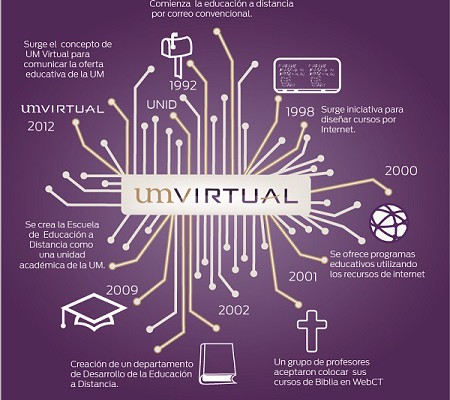 Comienza la educación a distancia
por correo convencional.
1992
UNID
1998
Surge iniciativa para
diseñar cursos por
Internet.
2000
Se ofrece programas
educativos utilizando
los recursos de internet
2001
Un grupo de profesores
aceptaron colocar sus
cursos de Biblia en WebCT
2002
Creación de un departamento
de Desarrollo de la Educación
a Distancia.
2009
Se crea la Escuela
de Educación a
Distancia como
una unidad
académica de la UM.
umVIRTUAL
2012
Surge el concepto de
UM Virtual para
comunicar la oferta
educativa de la UM
umVIRTUAL